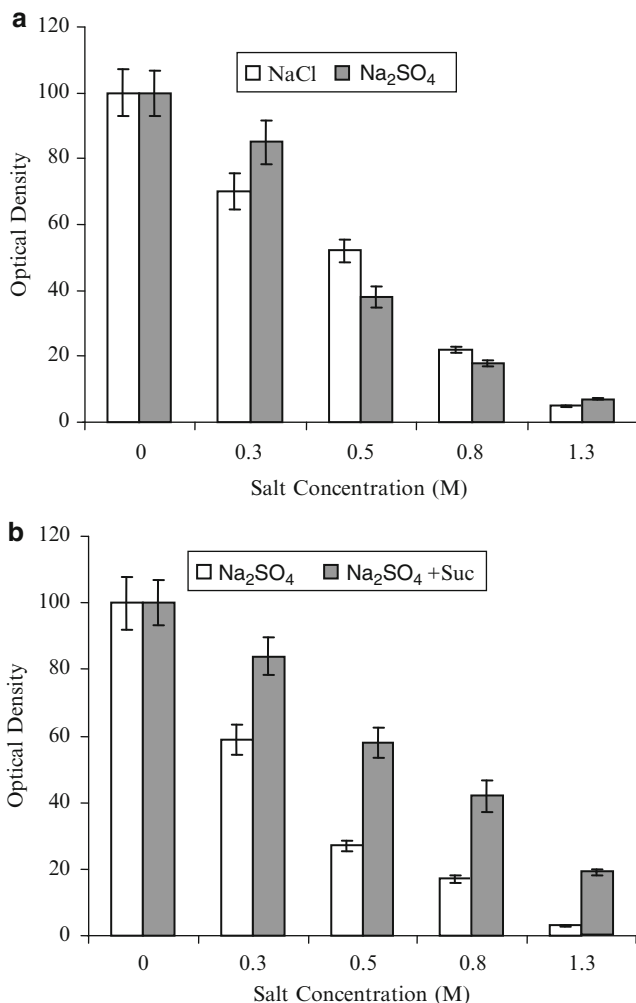 a
120
NaCl Na₂SO₄
100
80
60
40
20
0
Optical Density
0 0.3 0.5 0.8 1.3
Salt Concentration (M)
b
120
Na₂SO₄ Na₂SO₄ +Suc
100
80
60
40
20
0
Optical Density
0 0.3 0.5 0.8 1.3
Salt Concentration (M)